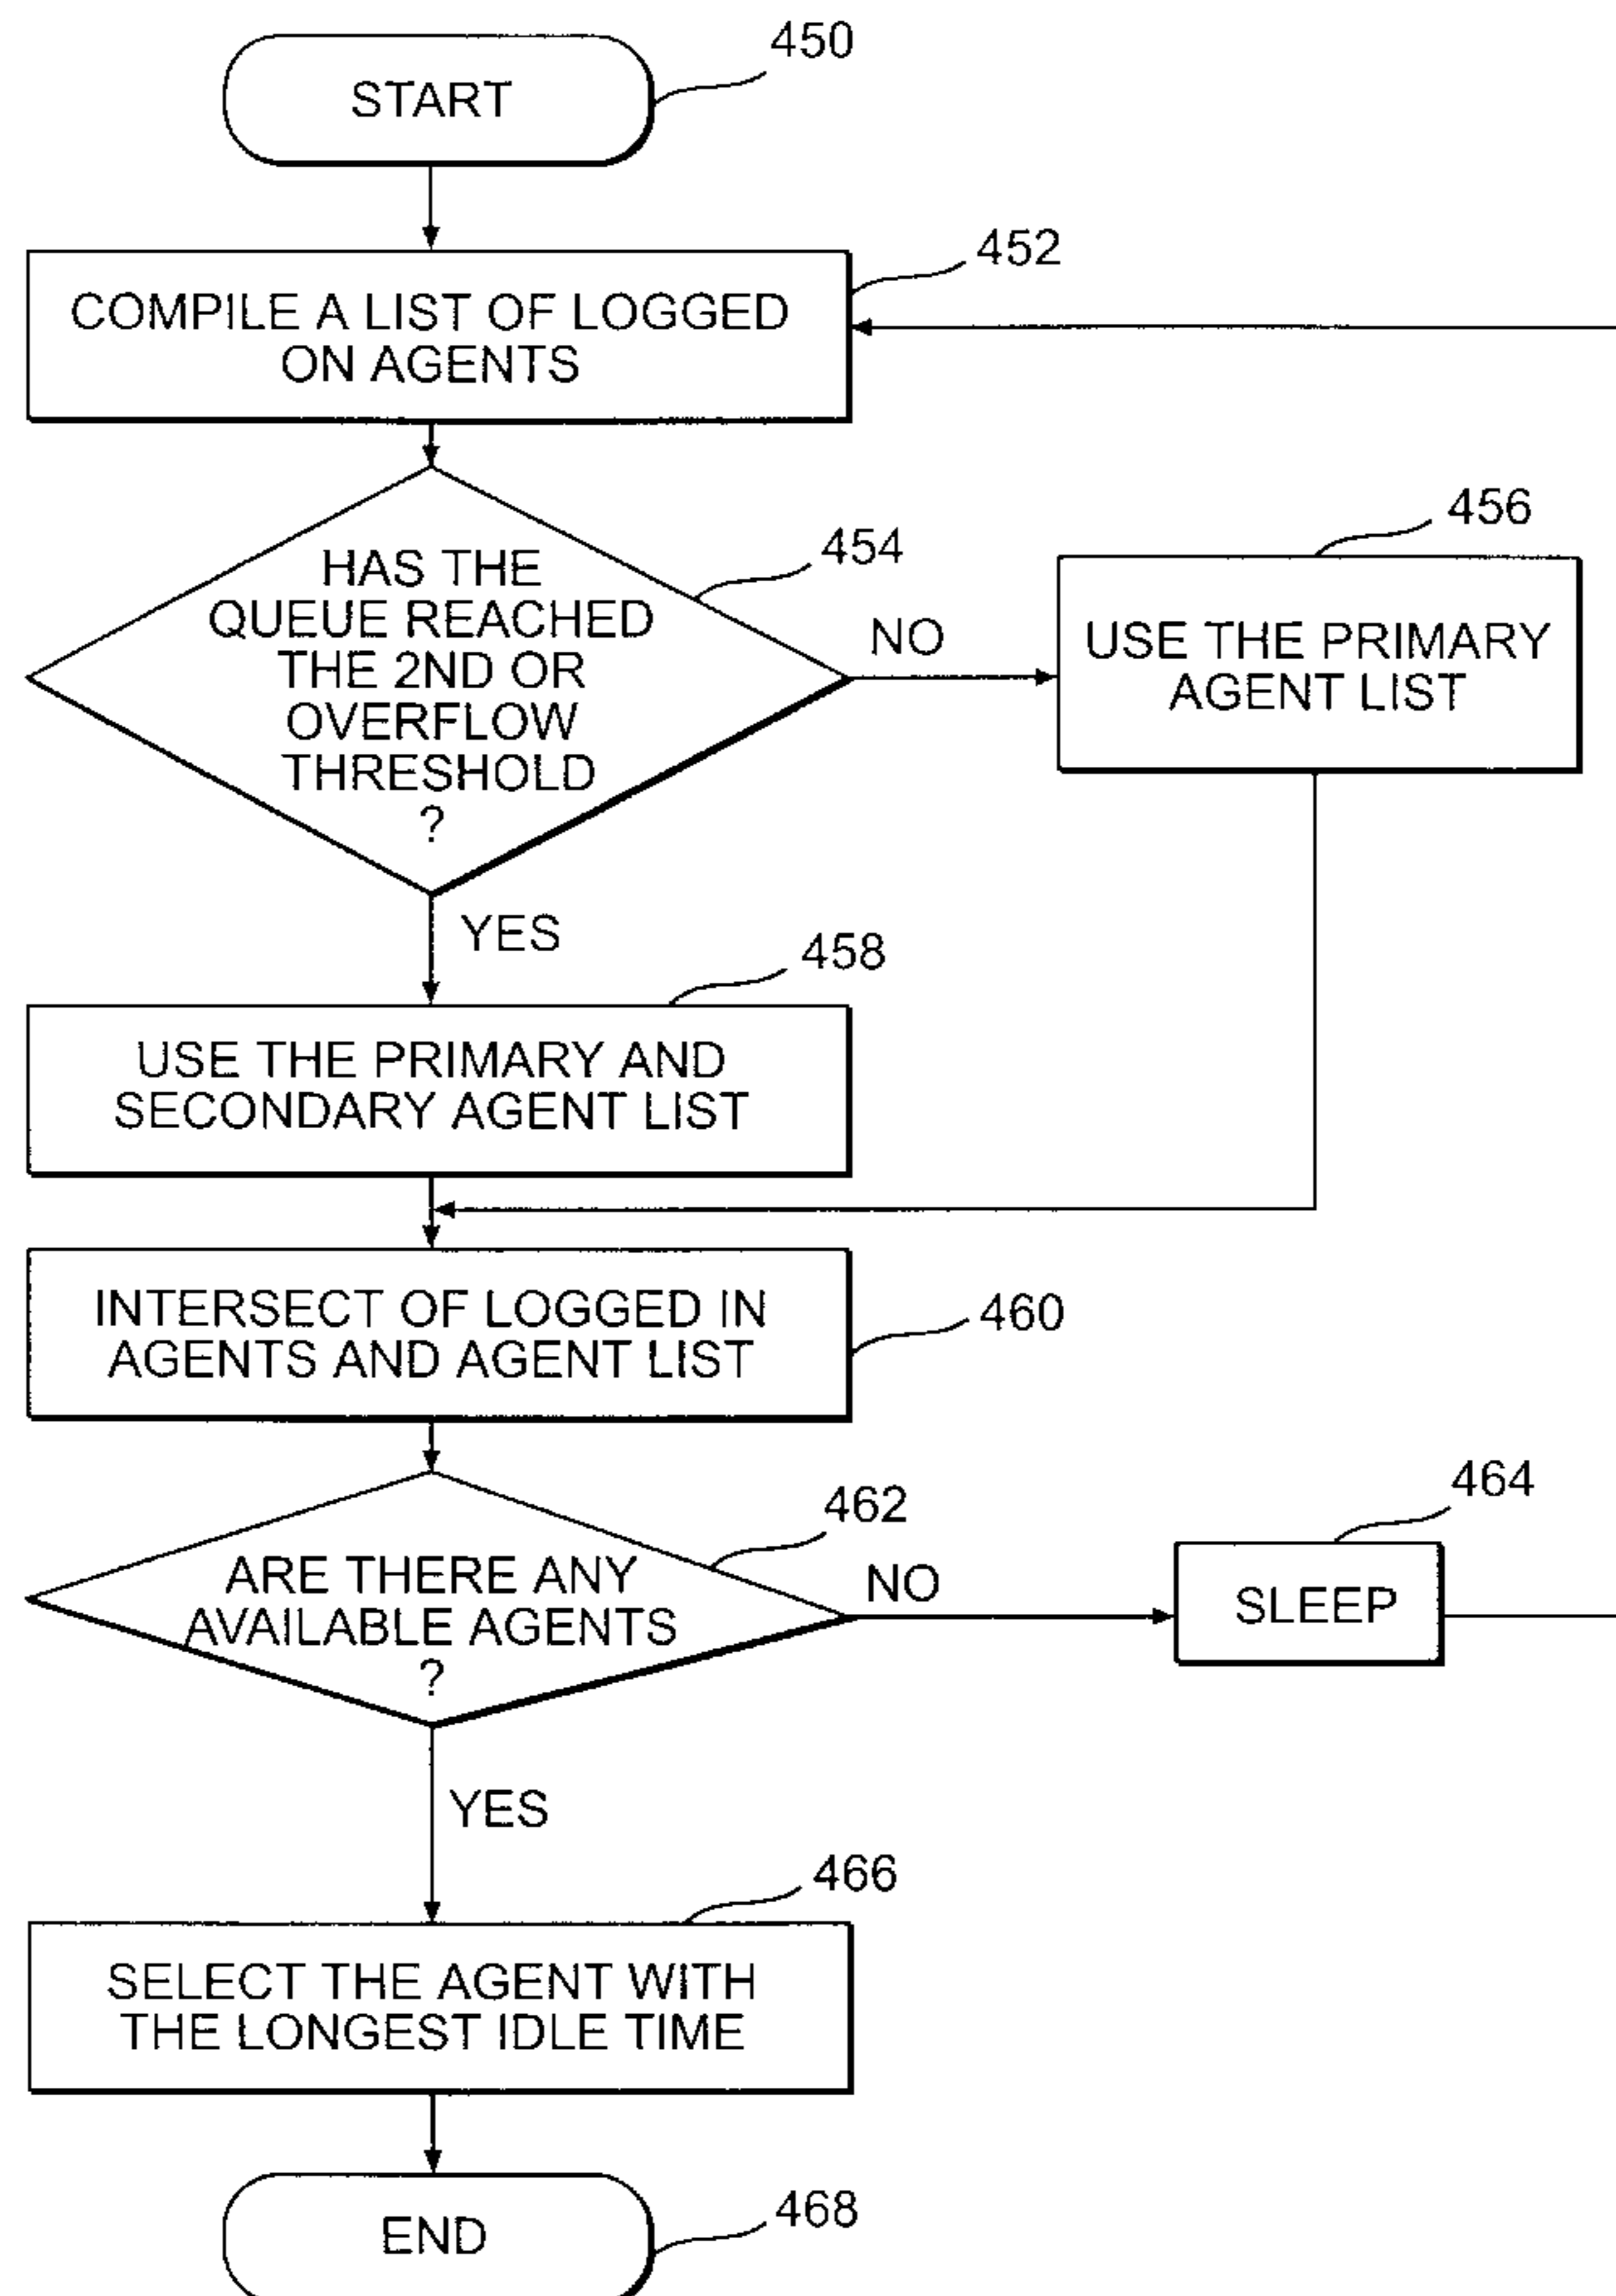 450
START
452
COMPILE A LIST OF LOGGED
ON AGENTS
456
454
HAS THE
QUEUE REACHED
THE 2ND OR
OVERFLOW
THRESHOLD
?
NO
USE THE PRIMARY
AGENT LIST
YES
458
USE THE PRIMARY AND
SECONDARY AGENT LIST
INTERSECT OF LOGGED IN
AGENTS AND AGENT LIST
460
462
464
ARE THERE ANY
AVAILABLE AGENTS
?
NO
SLEEP
YES
466
SELECT THE AGENT WITH
THE LONGEST IDLE TIME
468
END